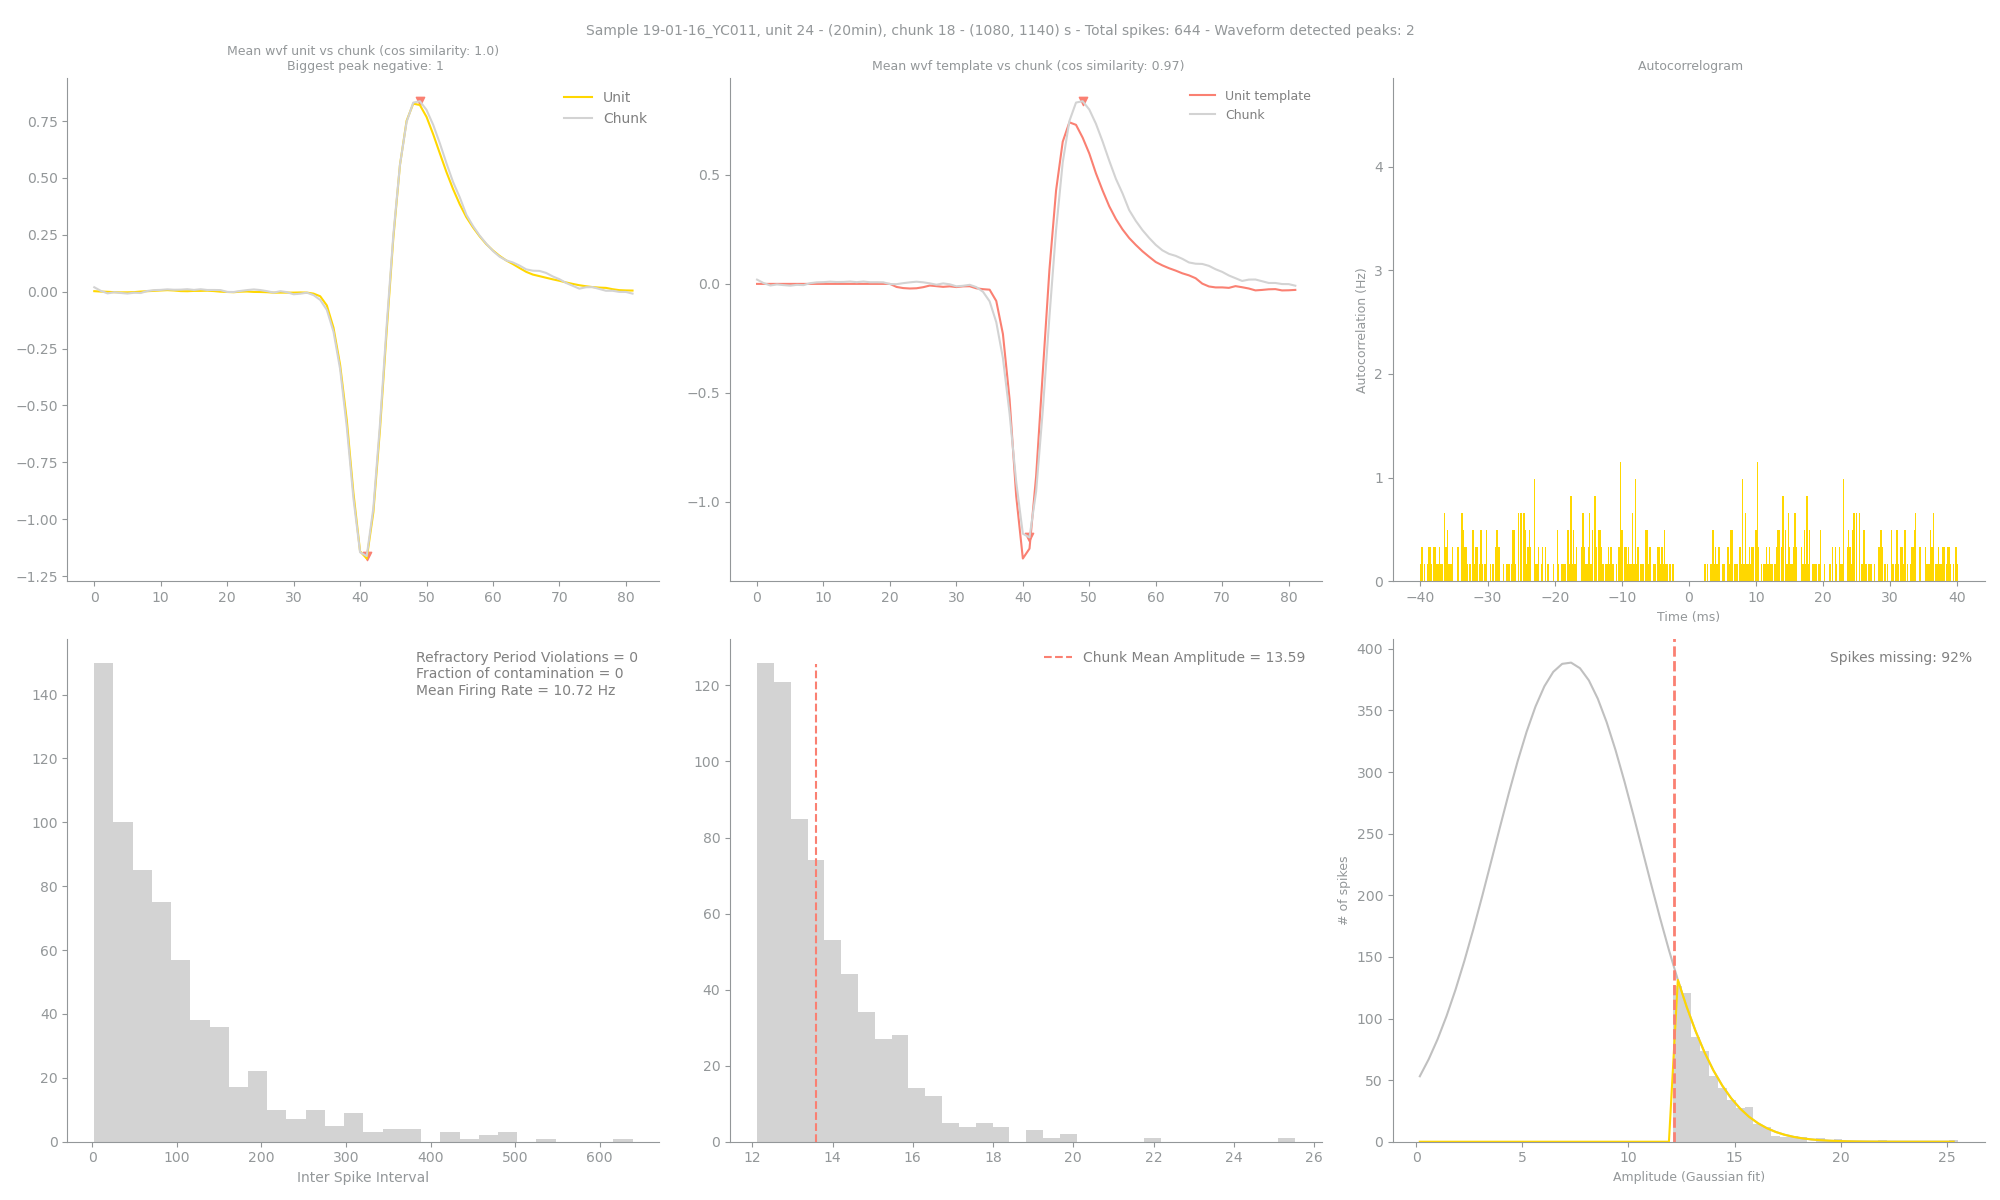 Sample 19-01-16_YC011, unit 24 - (20min), chunk 18 - (1080, 1140) s - Total spikes: 644 - Waveform detected peaks: 2
Mean wvf unit vs chunk (cos similarity: 1.0)
Biggest peak negative: 1
Unit
Chunk
0.75
0.50
0.25
0.00
−0.25
−0.50
−0.75
−1.00
−1.25
0 10 20 30 40 50 60 70 80
Mean wvf template vs chunk (cos similarity: 0.97)
Unit template
Chunk
0.5
0.0
−0.5
−1.0
0 10 20 30 40 50 60 70 80
Autocorrelogram
Autocorrelation (Hz)
4
3
2
1
0
−40 −30 −20 −10 0 10 20 30 40
Time (ms)
Refractory Period Violations = 0
Fraction of contamination = 0
Mean Firing Rate = 10.72 Hz
140
120
100
80
60
40
20
0
0 100 200 300 400 500 600
Inter Spike Interval
Chunk Mean Amplitude = 13.59
120
100
80
60
40
20
0
12 14 16 18 20 22 24 26
Spikes missing: 92%
# of spikes
400
350
300
250
200
150
100
50
0
0 5 10 15 20 25
Amplitude (Gaussian fit)